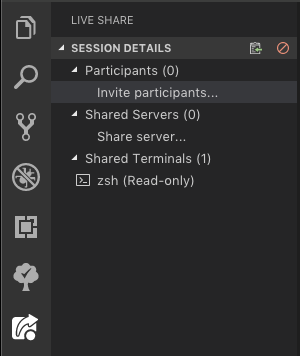 LIVE SHARE
SESSION DETAILS
Participants (0)
Invite participants...
Shared Servers (0)
Share server...
Shared Terminals (1)
zsh (Read-only)